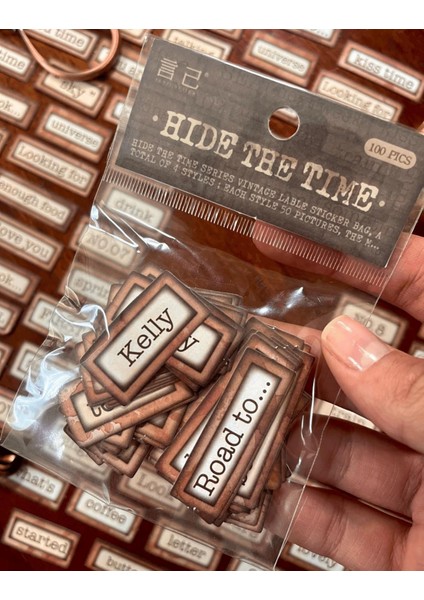 universe
kiss time
sky
Looking for
universe
Looking for
enough food
love you
言己
100 PICS
·HIDE THE TIME·
HIDE THE TIME SERIES VINTAGE LABLE STICKER BAG, A
TOTAL OF 4 STYLES ; EACH STYLE 50 PICTURES, THE M...
drink
NO.07
NO.8
Kelly
&
Road to...
what's
coffee
started
letter
lovely